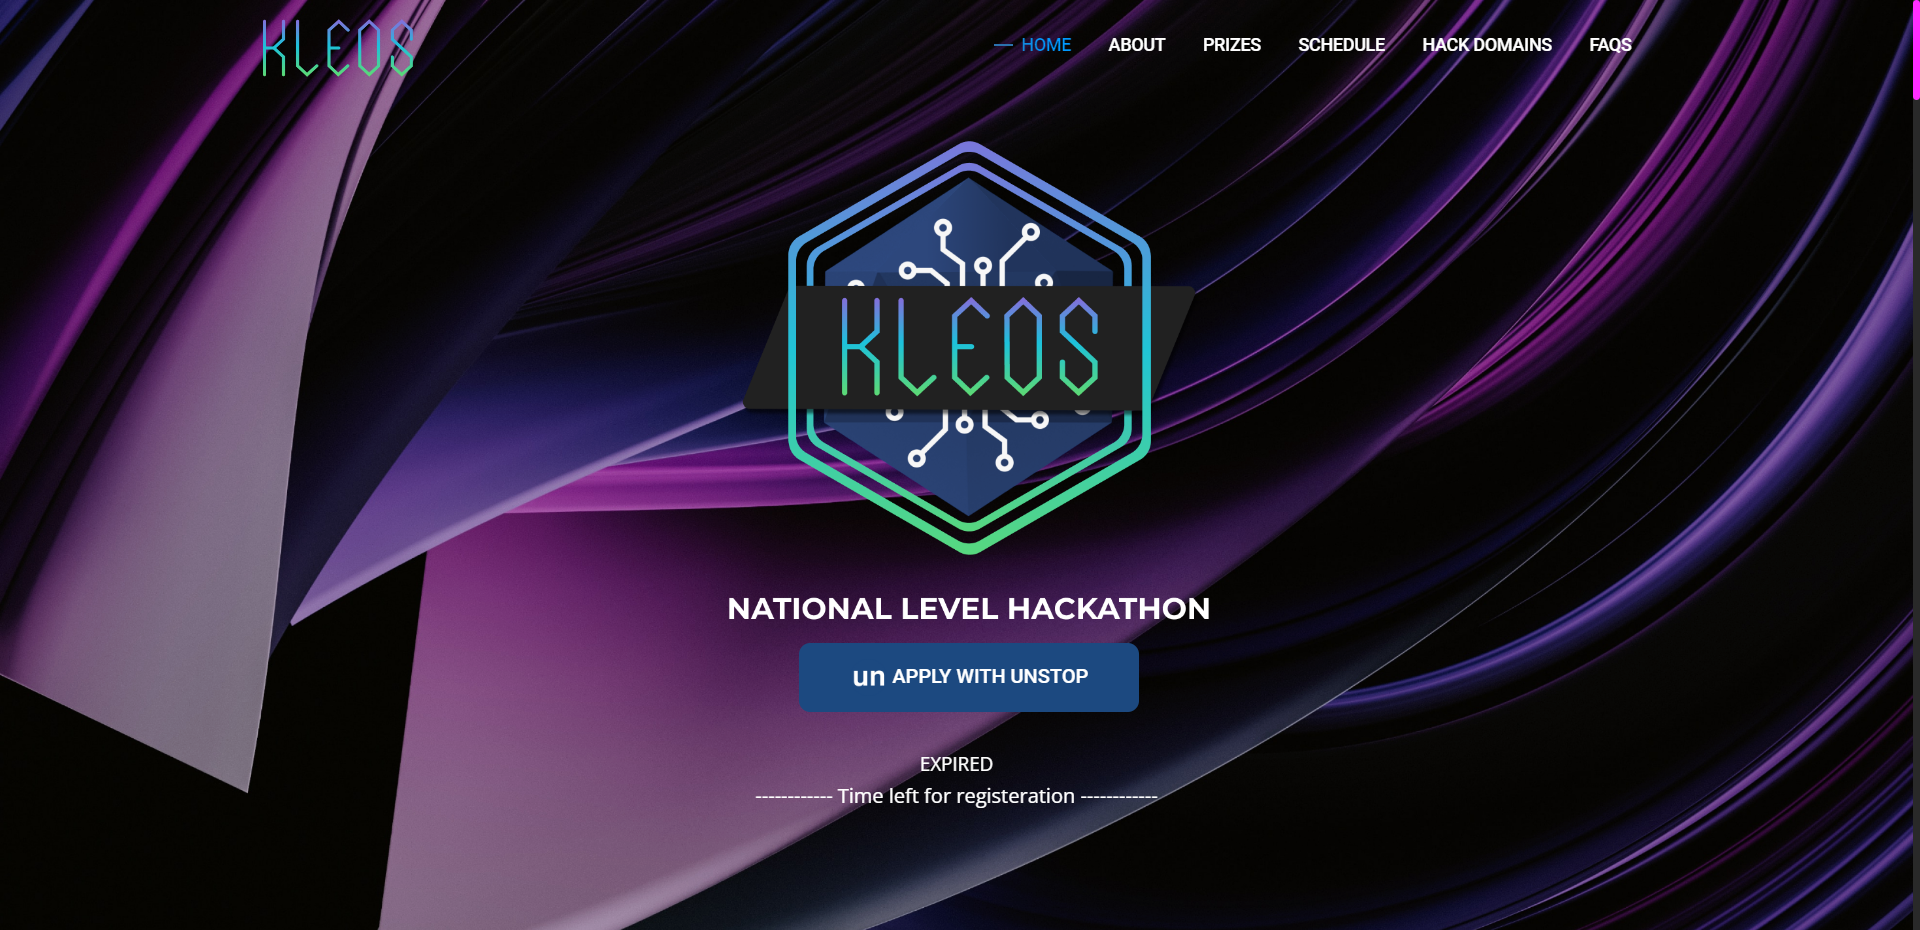 KLEOS
HOME ABOUT PRIZES SCHEDULE HACK DOMAINS FAQS
KLEOS
NATIONAL LEVEL HACKATHON
un APPLY WITH UNSTOP
EXPIRED
------------ Time left for registeration ------------